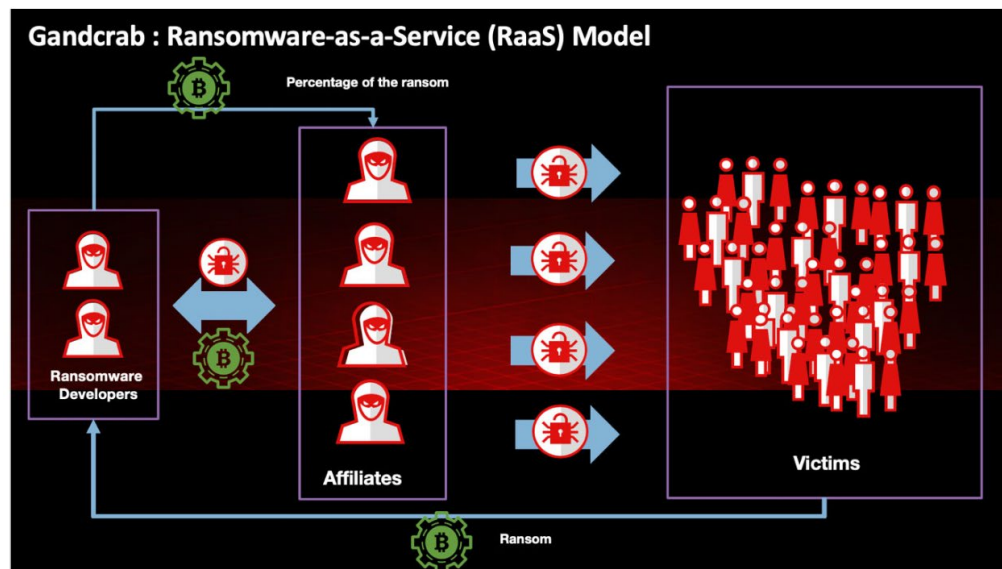 Gandcrab : Ransomware-as-a-Service (RaaS) Model
Percentage of the ransom
Ransomware
Developers
Affiliates
Victims
Ransom